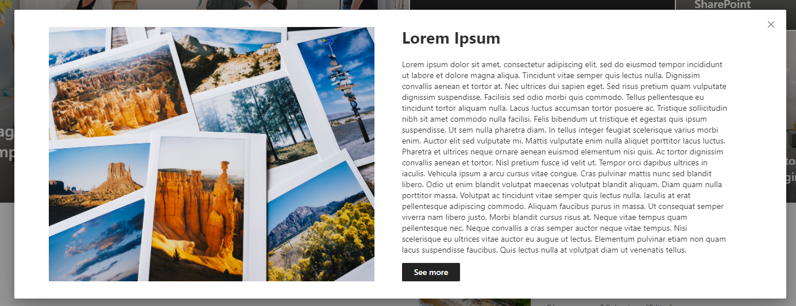 SharePoint
Lorem Ipsum
Lorem ipsum dolor sit amet, consectetur adipiscing elit, sed do eiusmod tempor incididunt
ut labore et dolore magna aliqua. Tincidunt vitae semper quis lectus nulla. Dignissim
convallis aenean et tortor at. Nec ultrices dui sapien eget. Sed risus pretium quam vulputate
dignissim suspendisse. Facilisis sed odio morbi quis commodo. Tellus pellentesque eu
tincidunt tortor aliquam nulla. Lacus luctus accumsan tortor posuere ac. Tristique sollicitudin
nibh sit amet commodo nulla facilisi. Felis bibendum ut tristique et egestas quis ipsum
suspendisse. Ut sem nulla pharetra diam. In tellus integer feugiat scelerisque varius morbi
enim. Auctor elit sed vulputate mi. Mattis vulputate enim nulla aliquet porttitor lacus luctus.
Pharetra et ultrices neque ornare aenean euismod elementum nisi quis. Ac tortor dignissim
convallis aenean et tortor. Nisl pretium fusce id velit ut. Tempor orci dapibus ultrices in
iaculis. Vehicula ipsum a arcu cursus vitae congue. Cras pulvinar mattis nunc sed blandit
libero. Odio ut enim blandit volutpat maecenas volutpat blandit aliquam. Diam quam nulla
porttitor massa. Volutpat ac tincidunt vitae semper quis lectus nulla. Iaculis at erat
pellentesque adipiscing commodo. Aliquam faucibus purus in massa. Ut consequat semper
viverra nam libero justo. Morbi blandit cursus risus at. Neque vitae tempus quam
pellentesque nec. Neque convallis a cras semper auctor neque vitae tempus. Nisi
scelerisque eu ultrices vitae auctor eu augue ut lectus. Elementum pulvinar etiam non quam
lacus suspendisse faucibus. Quis lectus nulla at volutpat diam ut venenatis tellus.
See more